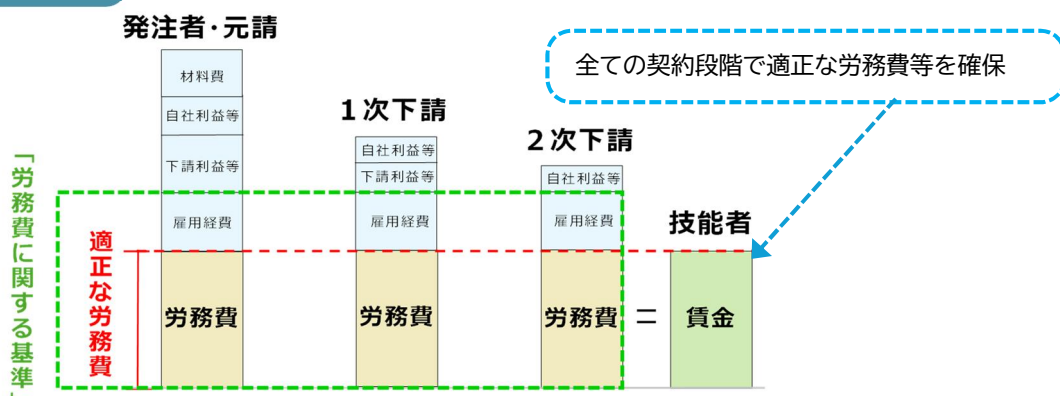 発注者・元請
材料費
自社利益等
下請利益等
雇用経費
労務費
1次下請
自社利益等
下請利益等
雇用経費
労務費
2次下請
自社利益等
雇用経費
労務費
=
技能者
賃金
全ての契約段階で適正な労務費等を確保
「労務費に関する基準」
適正な労務費